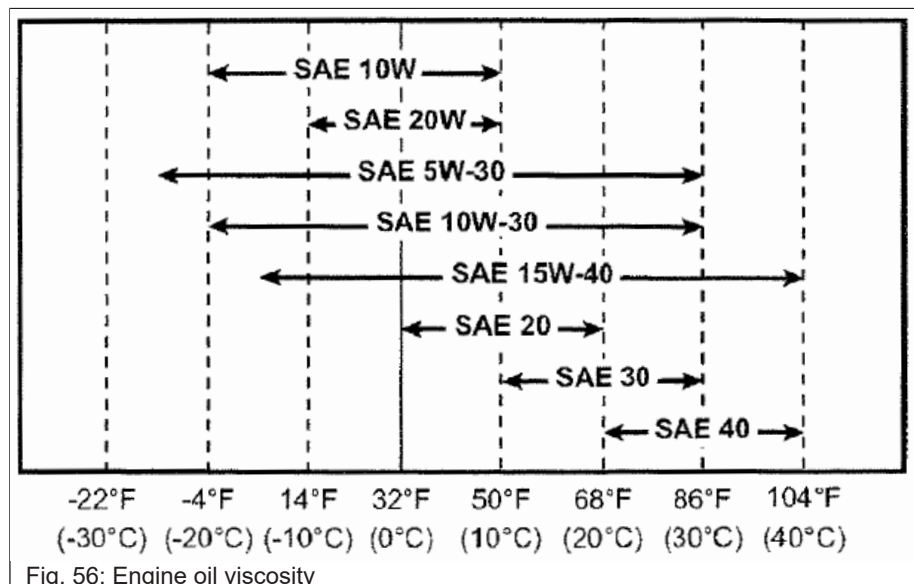 SAE 10W
SAE 20W
SAE 5W-30
SAE 10W-30
SAE 15W-40
SAE 20
SAE 30
SAE 40
-22°F -4°F 14°F 32°F 50°F 68°F 86°F 104°F
(-30°C) (-20°C) (-10°C) (0°C) (10°C) (20°C) (30°C) (40°C)
Fig. 56: Engine oil viscosity